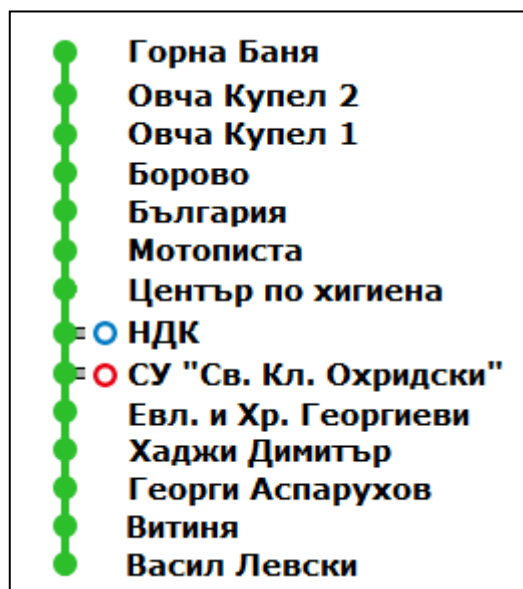 Горна Баня
Овча Купел 2
Овча Купел 1
Борово
България
Мотописта
Център по хигиена
НДК
СУ "Св. Кл. Охридски"
Евл. и Хр. Георгиеви
Хаджи Димитър
Георги Аспарухов
Витиня
Васил Левски